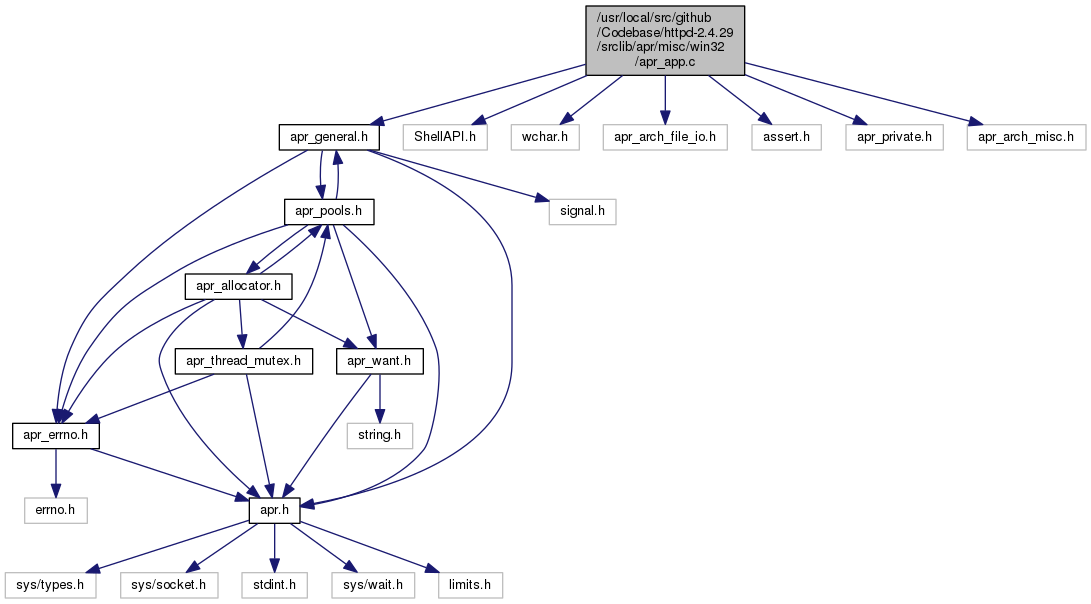 /usr/local/src/github
/Codebase/httpd-2.4.29
/srclib/apr/misc/win32
/apr_app.c
apr_general.h
ShellAPI.h
wchar.h
apr_arch_file_io.h
assert.h
apr_private.h
apr_arch_misc.h
apr_pools.h
signal.h
apr_allocator.h
apr_thread_mutex.h
apr_want.h
apr_errno.h
string.h
errno.h
apr.h
sys/types.h
sys/socket.h
stdint.h
sys/wait.h
limits.h